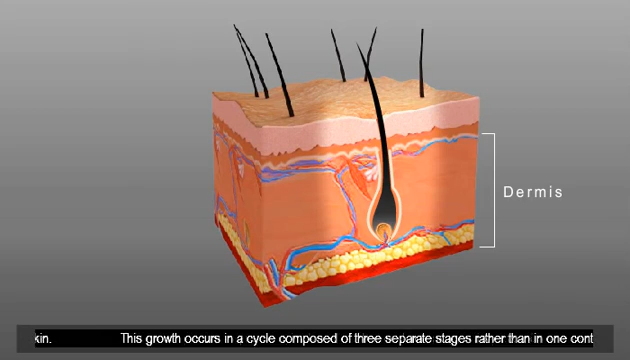 Dermis
kin. This growth occurs in a cycle composed of three separate stages rather than in one cont